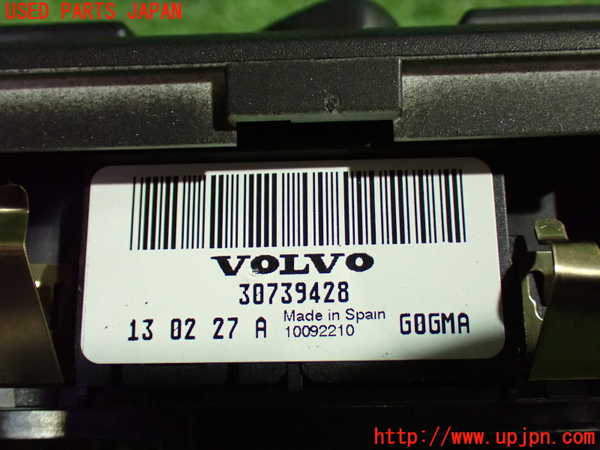 USED PARTS JAPAN
VOLVO
30739428
13 02 27 A
Made in Spain
10092210
G0GMA
http://www.upjpn.com/